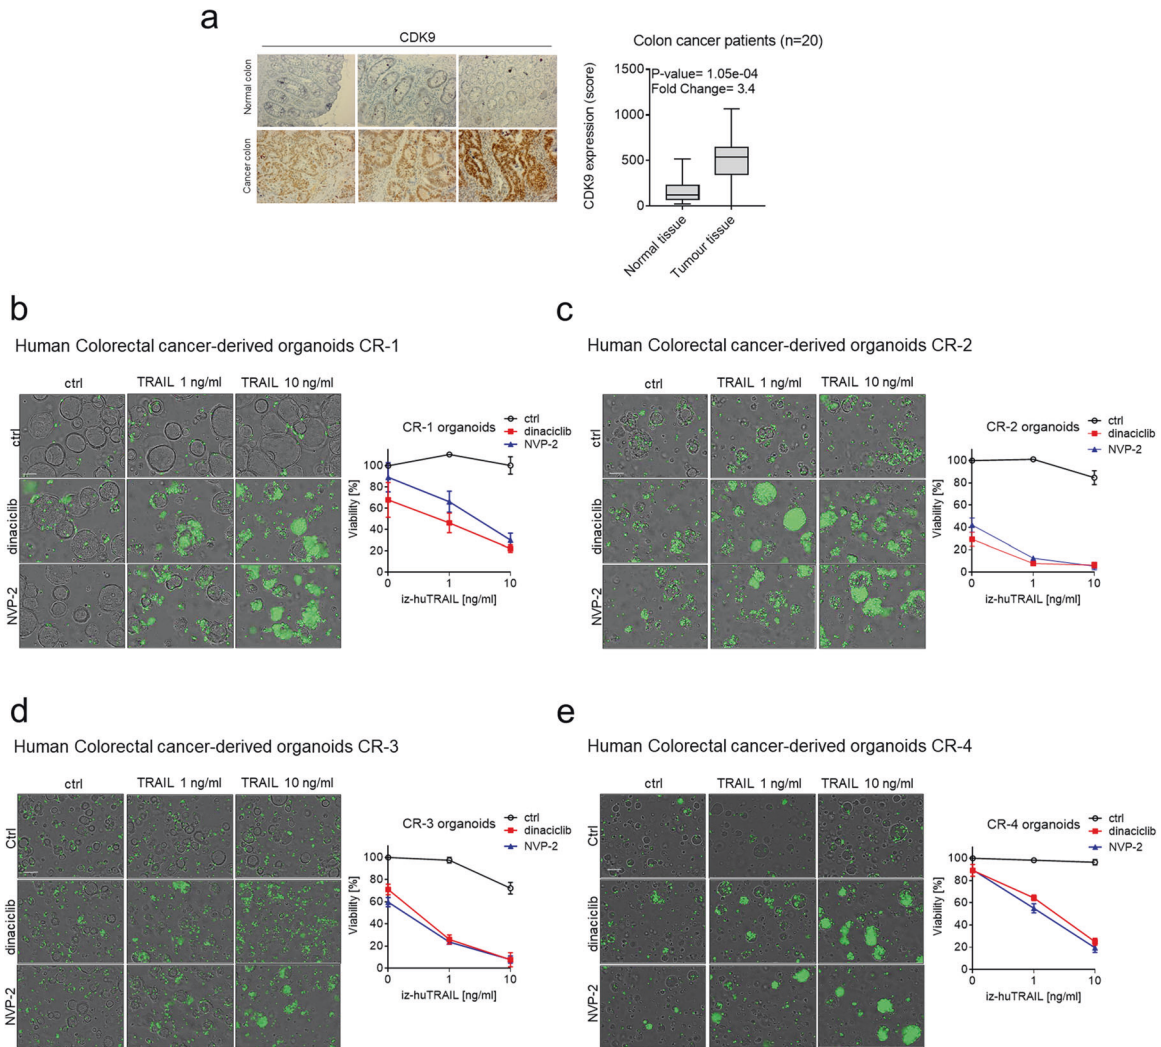 a
CDK9
Normal colon
Cancer colon
Colon cancer patients (n=20)
P-value= 1.05e-04
Fold Change= 3.4
CDK9 expression (score)
1500
1000
500
0
Normal tissue
Tumour tissue
b
Human Colorectal cancer-derived organoids CR-1
ctrl
TRAIL 1 ng/ml
TRAIL 10 ng/ml
ctrl
dinaciclib
NVP-2
CR-1 organoids
ctrl
dinaciclib
NVP-2
Viability [%]
100
80
60
40
20
0
0
1
10
iz-huTRAIL [ng/ml]
c
Human Colorectal cancer-derived organoids CR-2
ctrl
TRAIL 1 ng/ml
TRAIL 10 ng/ml
ctrl
dinaciclib
NVP-2
CR-2 organoids
ctrl
dinaciclib
NVP-2
Viability [%]
100
80
60
40
20
0
0
1
10
iz-huTRAIL [ng/ml]
d
Human Colorectal cancer-derived organoids CR-3
ctrl
TRAIL 1 ng/ml
TRAIL 10 ng/ml
Ctrl
dinaciclib
NVP-2
CR-3 organoids
ctrl
dinaciclib
NVP-2
Viability [%]
100
80
60
40
20
0
0
1
10
iz-huTRAIL [ng/ml]
e
Human Colorectal cancer-derived organoids CR-4
ctrl
TRAIL 1 ng/ml
TRAIL 10 ng/ml
Ctrl
dinaciclib
NVP-2
CR-4 organoids
ctrl
dinaciclib
NVP-2
Viability [%]
100
80
60
40
20
0
0
1
10
iz-huTRAIL [ng/ml]